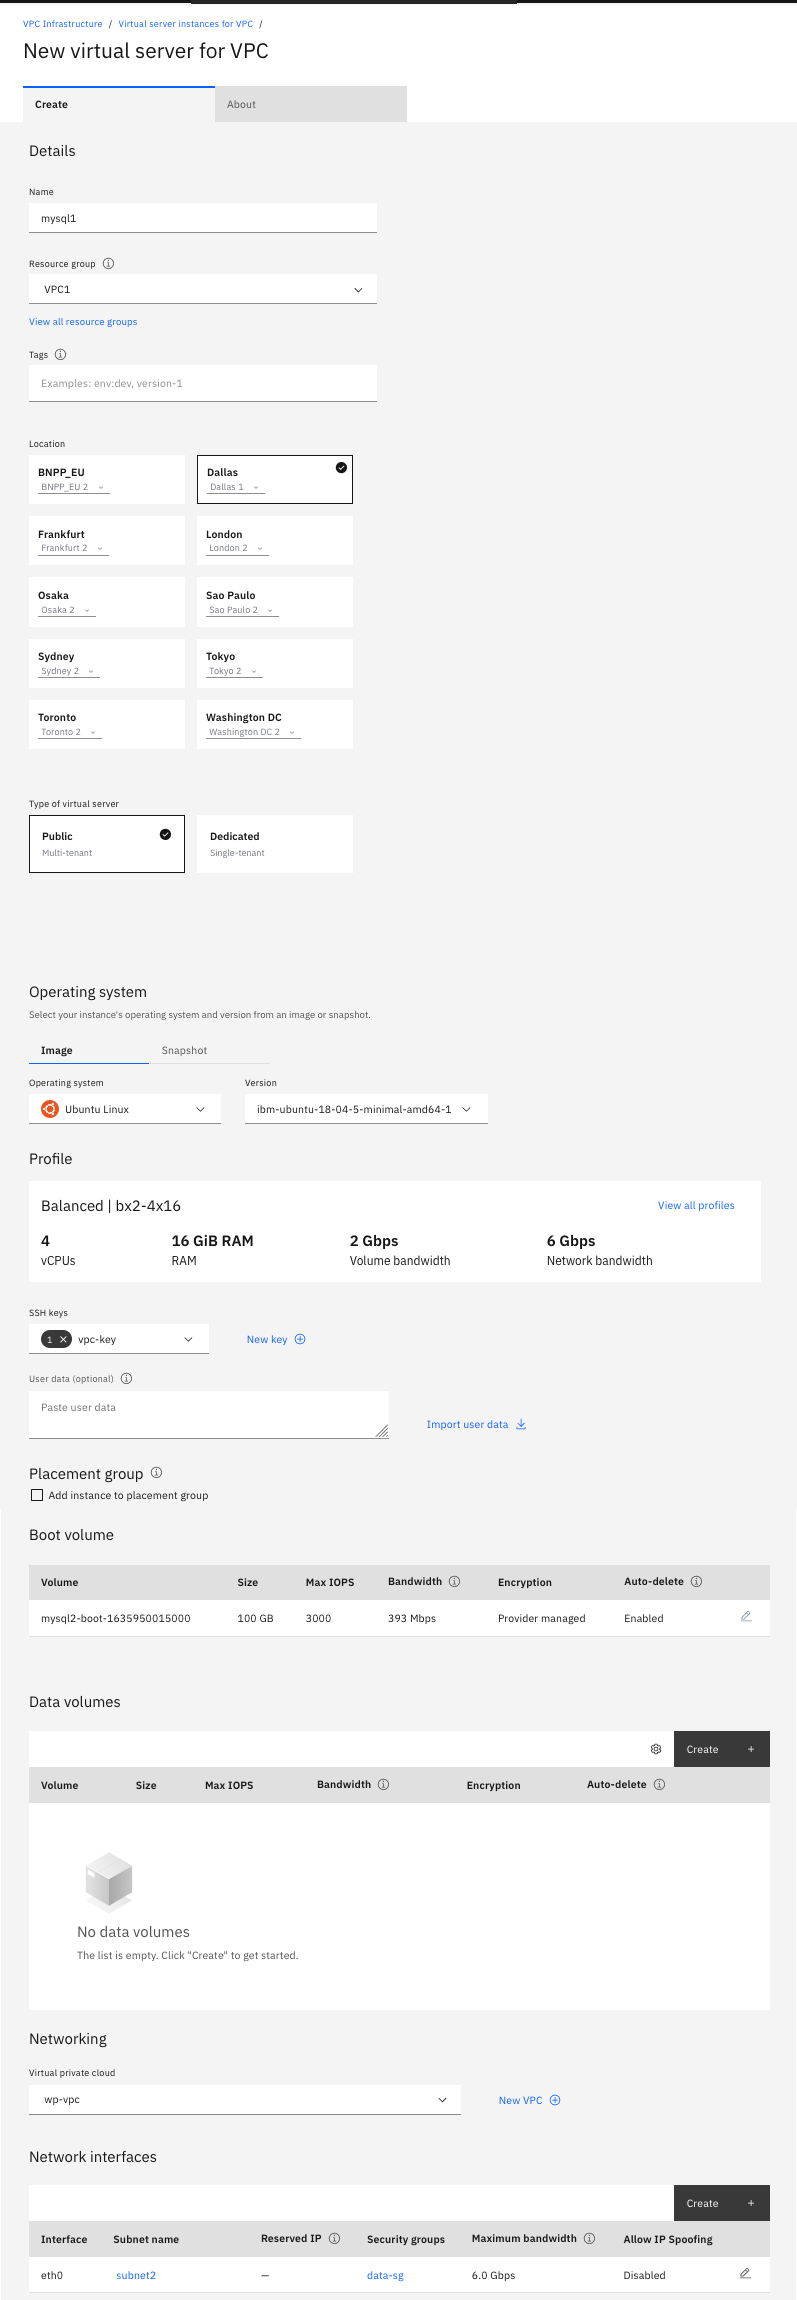 VPC Infrastructure / Virtual server instances for VPC /
New virtual server for VPC
Create About
Details
Name
mysql1
Resource group
VPC1
View all resource groups
Tags
Examples: env:dev, version-1
Location
BNPP_EU Dallas
BNPP_EU 2 Dallas 1
Frankfurt London
Frankfurt 2 London 2
Osaka Sao Paulo
Osaka 2 Sao Paulo 2
Sydney Tokyo
Sydney 2 Tokyo 2
Toronto Washington DC
Toronto 2 Washington DC 2
Type of virtual server
Public Dedicated
Multi-tenant Single-tenant
Operating system
Select your instance's operating system and version from an image or snapshot.
Image Snapshot
Operating system Version
Ubuntu Linux ibm-ubuntu-18-04-5-minimal-amd64-1
Profile
Balanced | bx2-4x16 View all profiles
4 16 GiB RAM 2 Gbps 6 Gbps
vCPUs RAM Volume bandwidth Network bandwidth
SSH keys
1 × vpc-key New key
User data (optional)
Paste user data
Import user data
Placement group
Add instance to placement group
Boot volume
Volume Size Max IOPS Bandwidth Encryption Auto-delete
mysql2-boot-1635950015000 100 GB 3000 393 Mbps Provider managed Enabled
Data volumes
Create +
Volume Size Max IOPS Bandwidth Encryption Auto-delete
No data volumes
The list is empty. Click "Create" to get started.
Networking
Virtual private cloud
wp-vpc New VPC
Network interfaces
Create +
Interface Subnet name Reserved IP Security groups Maximum bandwidth Allow IP Spoofing
eth0 subnet2 — data-sg 6.0 Gbps Disabled